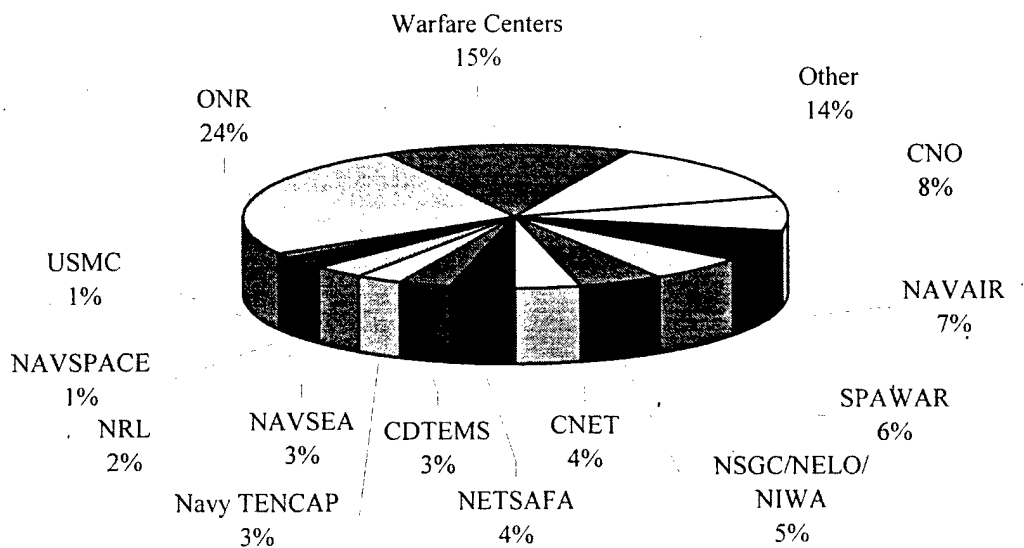 Warfare Centers
15%
Other
14%
ONR
24%
CNO
8%
USMC
1%
NAVAIR
7%
NAVSPACE
1%
SPAWAR
6%
NRL
2%
NAVSEA
3%
CDTEMS
3%
CNET
4%
NSGC/NELO/
NIWA
5%
Navy TENCAP
3%
NETSAFA
4%